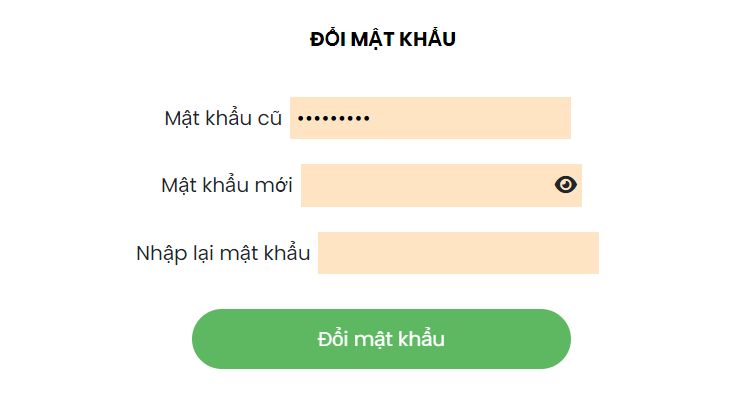 ĐỔI MẬT KHẨU
Mật khẩu cũ •••••••••
Mật khẩu mới
Nhập lại mật khẩu
Đổi mật khẩu